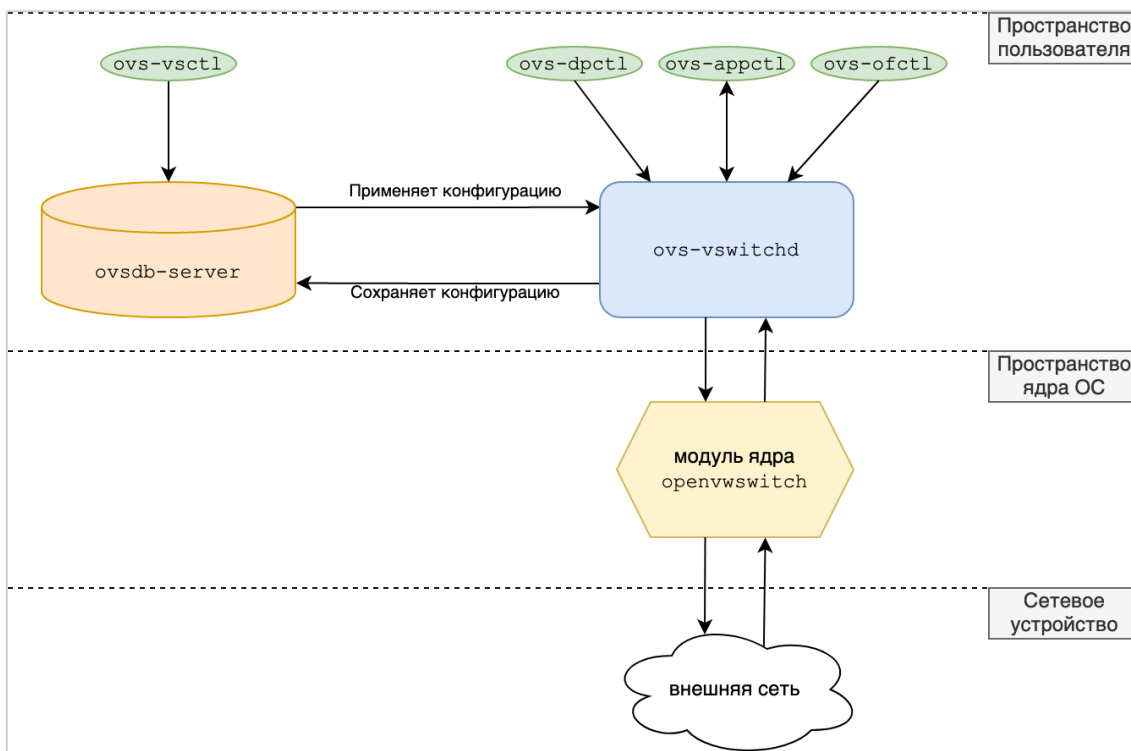 Пространство
пользователя
ovs-vsctl
ovs-dpctl
ovs-appctl
ovs-ofctl
Применяет конфигурацию
ovsdb-server
ovs-vswitchd
Сохраняет конфигурацию
Пространство
ядра ОС
модуль ядра
openvwswitch
Сетевое
устройство
внешняя сеть